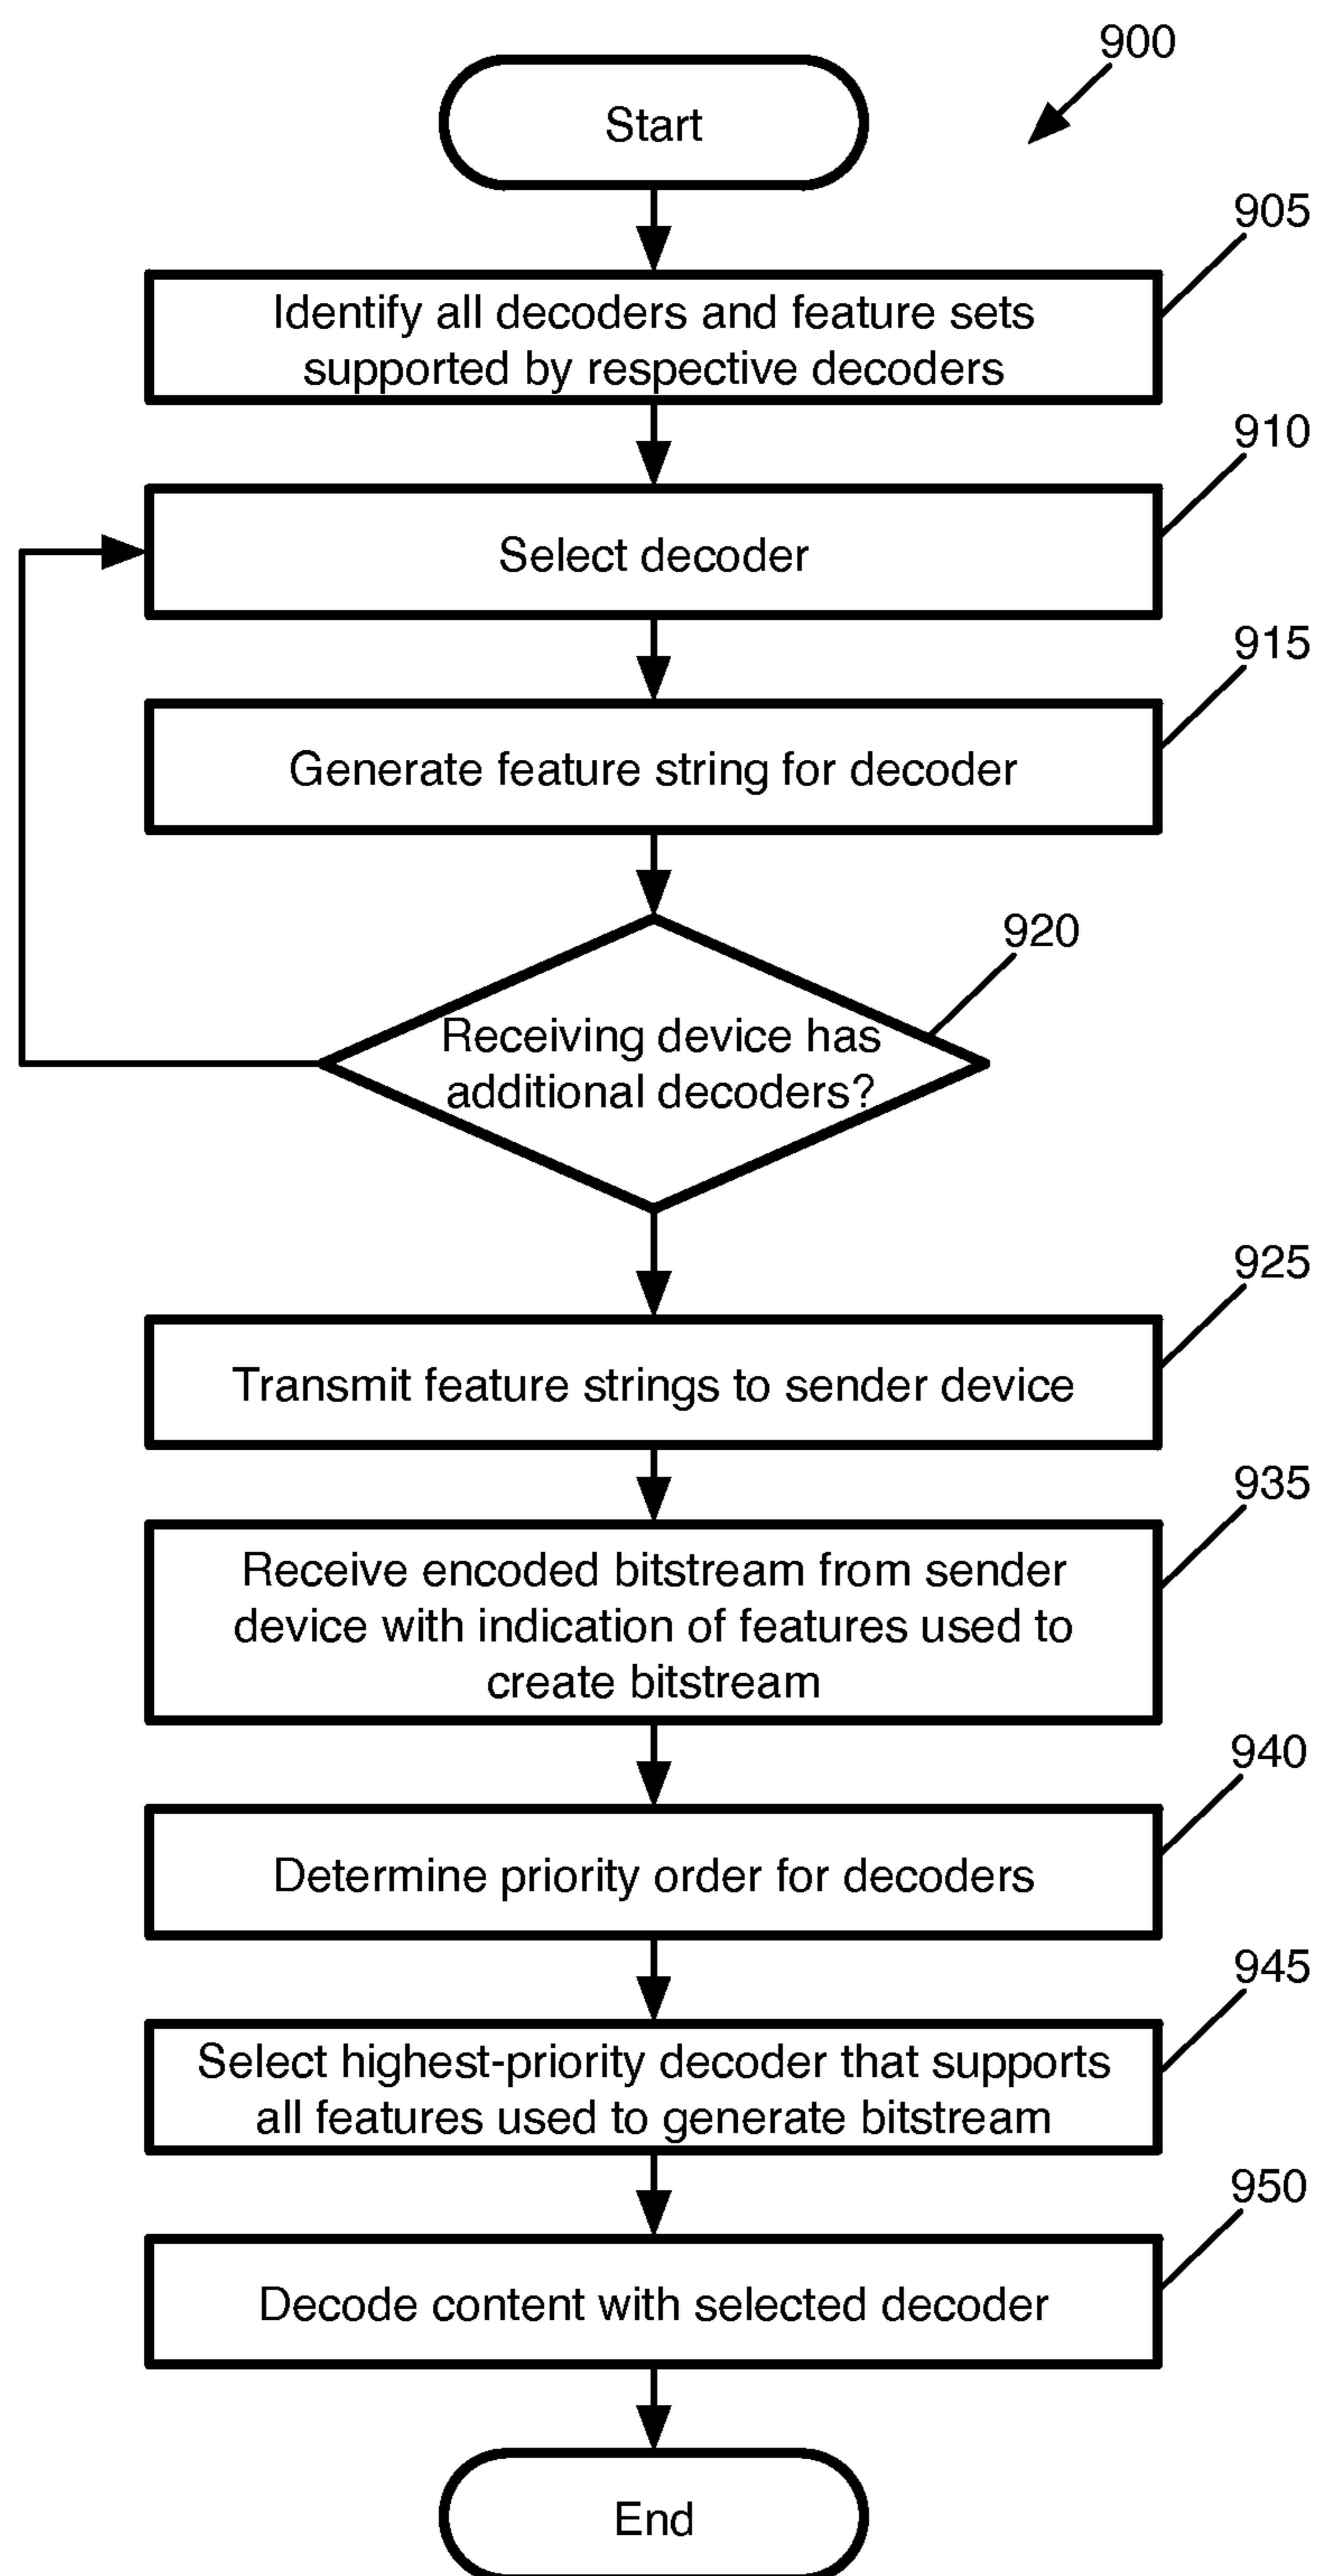 900
Start
905
Identify all decoders and feature sets
supported by respective decoders
910
Select decoder
915
Generate feature string for decoder
920
Receiving device has
additional decoders?
925
Transmit feature strings to sender device
935
Receive encoded bitstream from sender
device with indication of features used to
create bitstream
940
Determine priority order for decoders
945
Select highest-priority decoder that supports
all features used to generate bitstream
950
Decode content with selected decoder
End